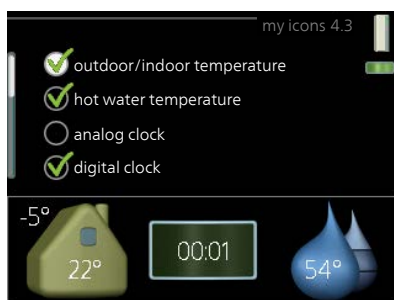 my icons 4.3
outdoor/indoor temperature
hot water temperature
analog clock
digital clock
-5°
22°
00:01
54°